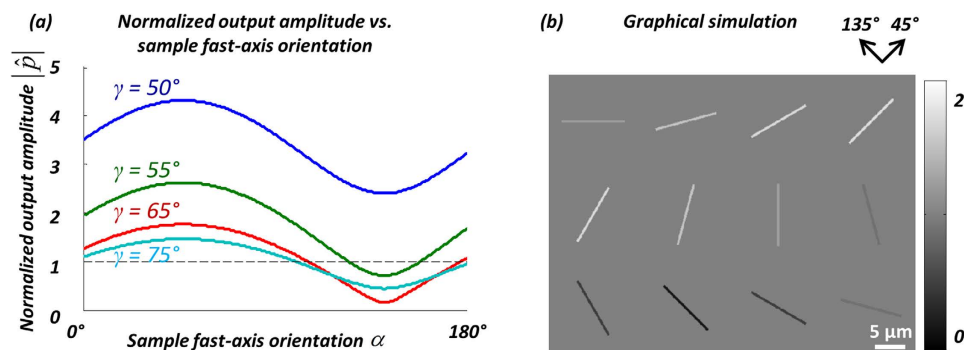 (a) Normalized output amplitude vs.
sample fast-axis orientation
Normalized output amplitude |p̂|
5
4
3
2
1
0
γ = 50°
γ = 55°
γ = 65°
γ = 75°
0°
180°
Sample fast-axis orientation α
(b) Graphical simulation
135° 45°
2
0
5 μm